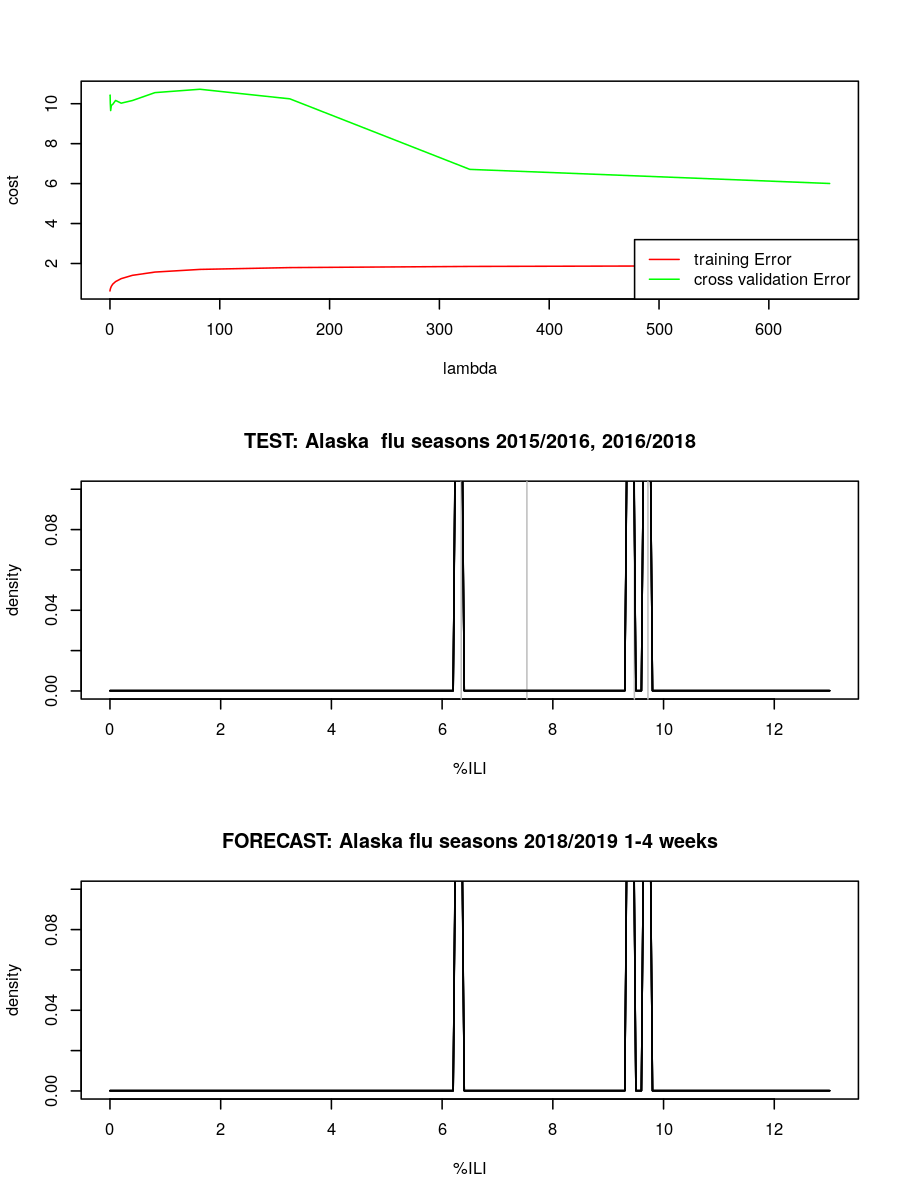 10
8
6
4
2
cost
training Error
cross validation Error
0 100 200 300 400 500 600
lambda
TEST: Alaska  flu seasons 2015/2016, 2016/2018
0.08
0.04
0.00
density
0 2 4 6 8 10 12
%ILI
FORECAST: Alaska flu seasons 2018/2019 1-4 weeks
0.08
0.04
0.00
density
0 2 4 6 8 10 12
%ILI